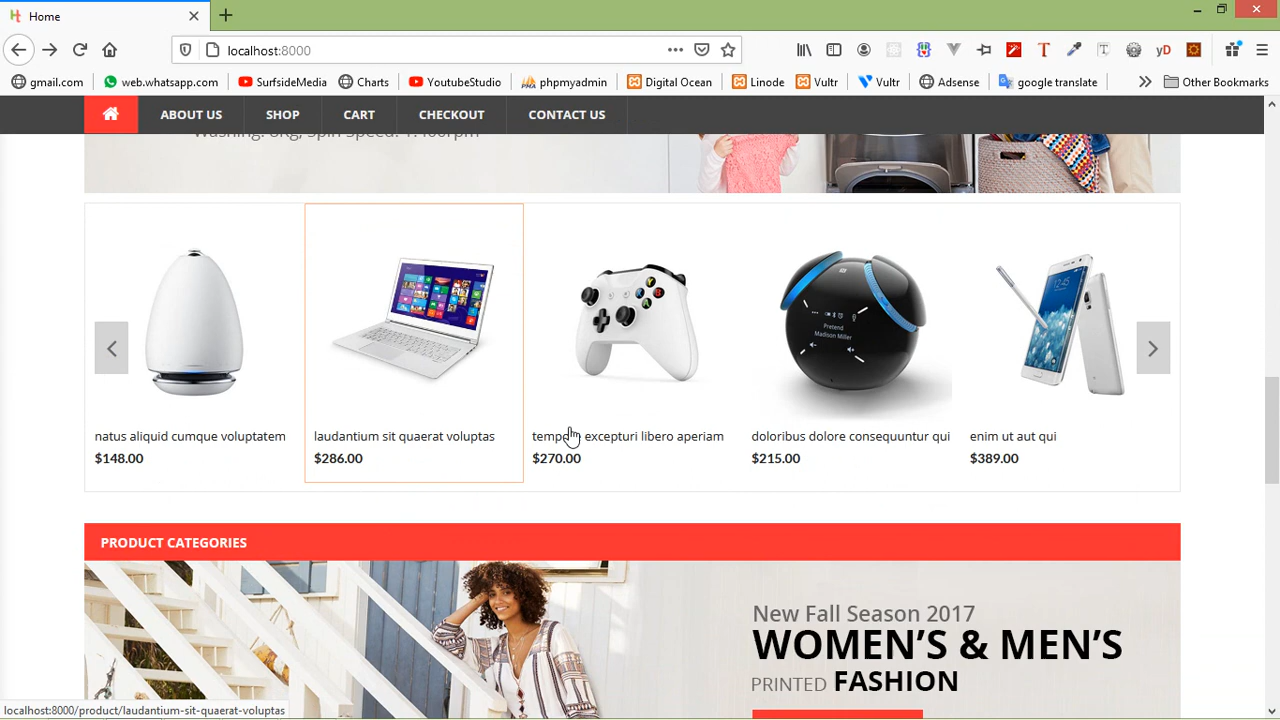 Home
localhost:8000
gmail.com
web.whatsapp.com
SurfsideMedia
Charts
YoutubeStudio
phpmyadmin
Digital Ocean
Linode
Vultr
Vultr
Adsense
google translate
Other Bookmarks
ABOUT US
SHOP
CART
CHECKOUT
CONTACT US
Washing: 8Kg, Spin Speed: 1.400rpm
Pretend
Madison Miller
natus aliquid cumque voluptatem
$148.00
laudantium sit quaerat voluptas
$286.00
excepturi libero aperiam
$270.00
doloribus dolore consequuntur qui
$215.00
enim ut aut qui
$389.00
PRODUCT CATEGORIES
New Fall Season 2017
WOMEN'S & MEN'S
PRINTED FASHION
localhost:8000/product/laudantium-sit-quaerat-voluptas